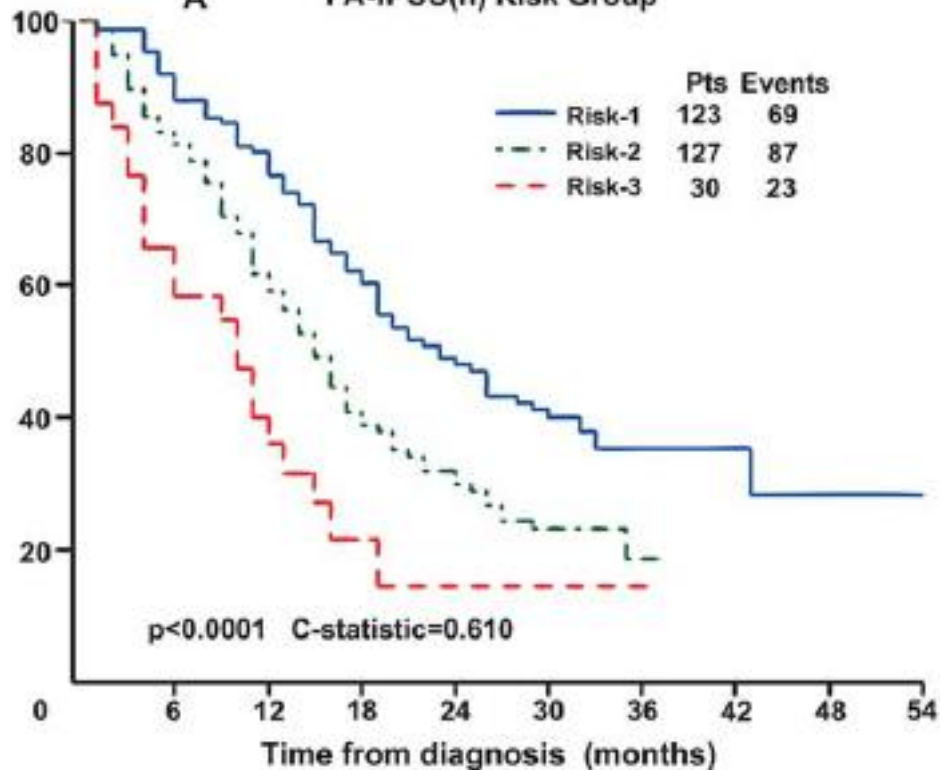 A
Risk Group
100
80
60
40
20
0
Pts Events
Risk-1 123 69
Risk-2 127 87
Risk-3 30 23
p<0.0001 C-statistic=0.610
6 12 18 24 30 36 42 48 54
Time from diagnosis (months)